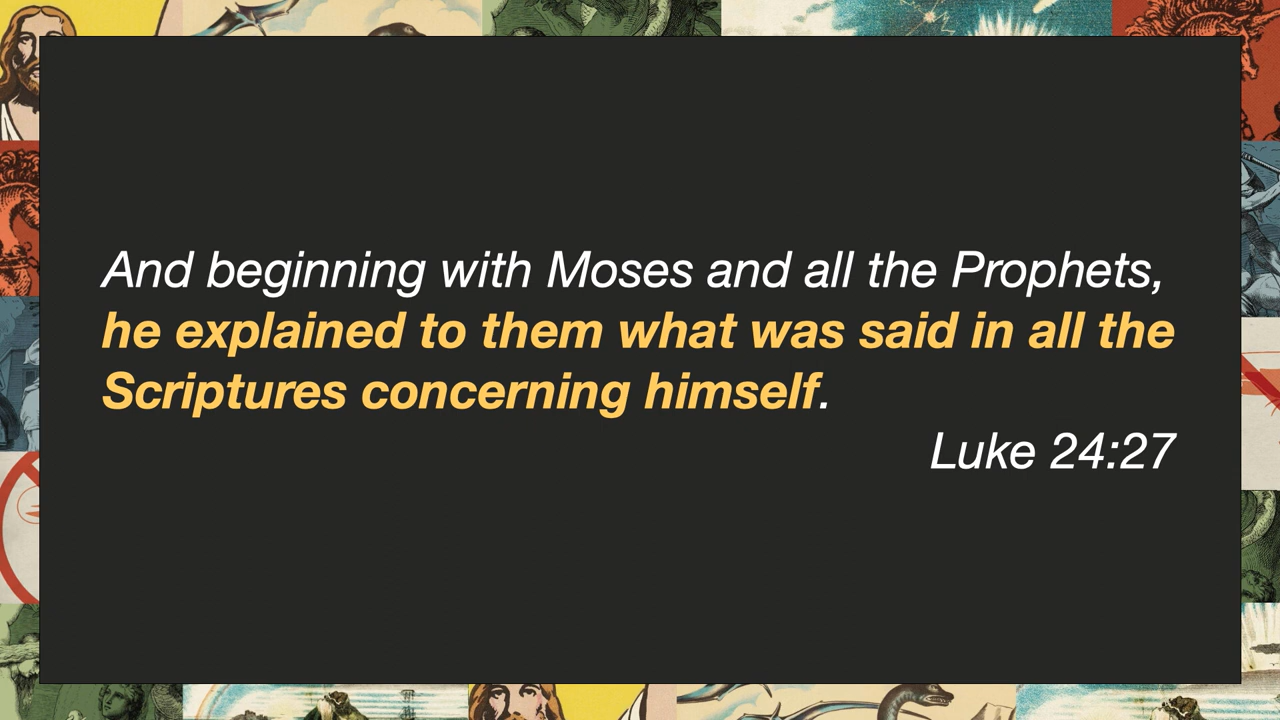 And beginning with Moses and all the Prophets,
he explained to them what was said in all the
Scriptures concerning himself.
Luke 24:27